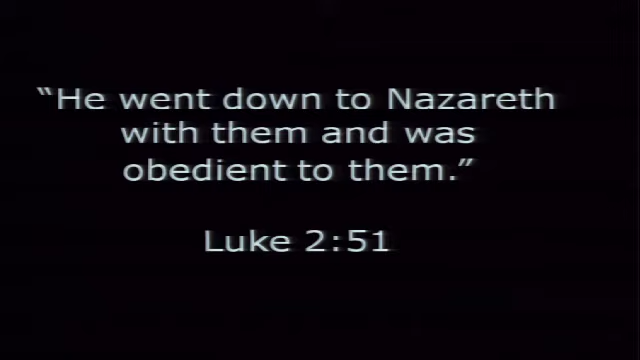 “He went down to Nazareth
with them and was
obedient to them.”
Luke 2:51